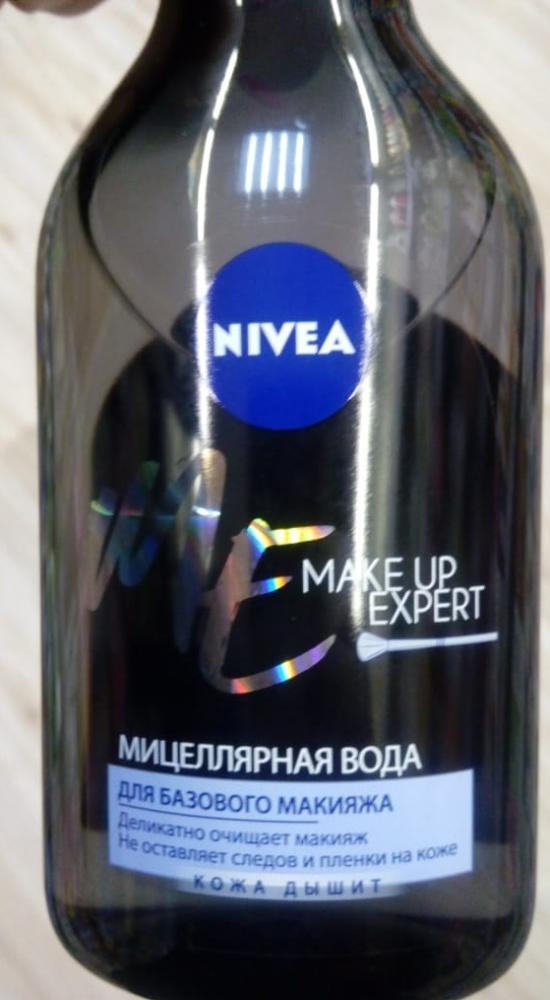 NIVEA
ME
MAKE UP
EXPERT
МИЦЕЛЛЯРНАЯ ВОДА
ДЛЯ БАЗОВОГО МАКИЯЖА
Деликатно очищает макияж
Не оставляет следов и пленки на коже
КОЖА ДЫШИТ